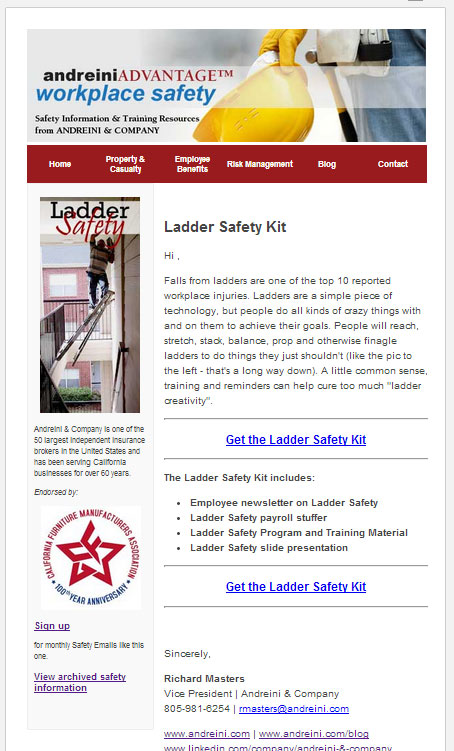 andreiniADVANTAGE™
workplace safety
Safety Information & Training Resources
from ANDREINI & COMPANY
Home
Property &
Casualty
Employee
Benefits
Risk Management
Blog
Contact
Ladder
Safety
Andreini & Company is one of the
50 largest independent insurance
brokers in the United States and
has been serving California
businesses for over 60 years.
Endorsed by:
CALIFORNIA FURNITURE MANUFACTURERS ASSOCIATION
CFMA
100th YEAR ANNIVERSARY
Sign up
for monthly Safety Emails like this
one.
View archived safety
information
Ladder Safety Kit
Hi ,
Falls from ladders are one of the top 10 reported
workplace injuries. Ladders are a simple piece of
technology, but people do all kinds of crazy things with
and on them to achieve their goals. People will reach,
stretch, stack, balance, prop and otherwise finagle
ladders to do things they just shouldn't (like the pic to
the left - that's a long way down). A little common sense,
training and reminders can help cure too much "ladder
creativity".
Get the Ladder Safety Kit
The Ladder Safety Kit includes:
• Employee newsletter on Ladder Safety
• Ladder Safety payroll stuffer
• Ladder Safety Program and Training Material
• Ladder Safety slide presentation
Get the Ladder Safety Kit
Sincerely,
Richard Masters
Vice President | Andreini & Company
805-981-6254 | rmasters@andreini.com
www.andreini.com | www.andreini.com/blog
www.linkedin.com/company/andreini-&-company